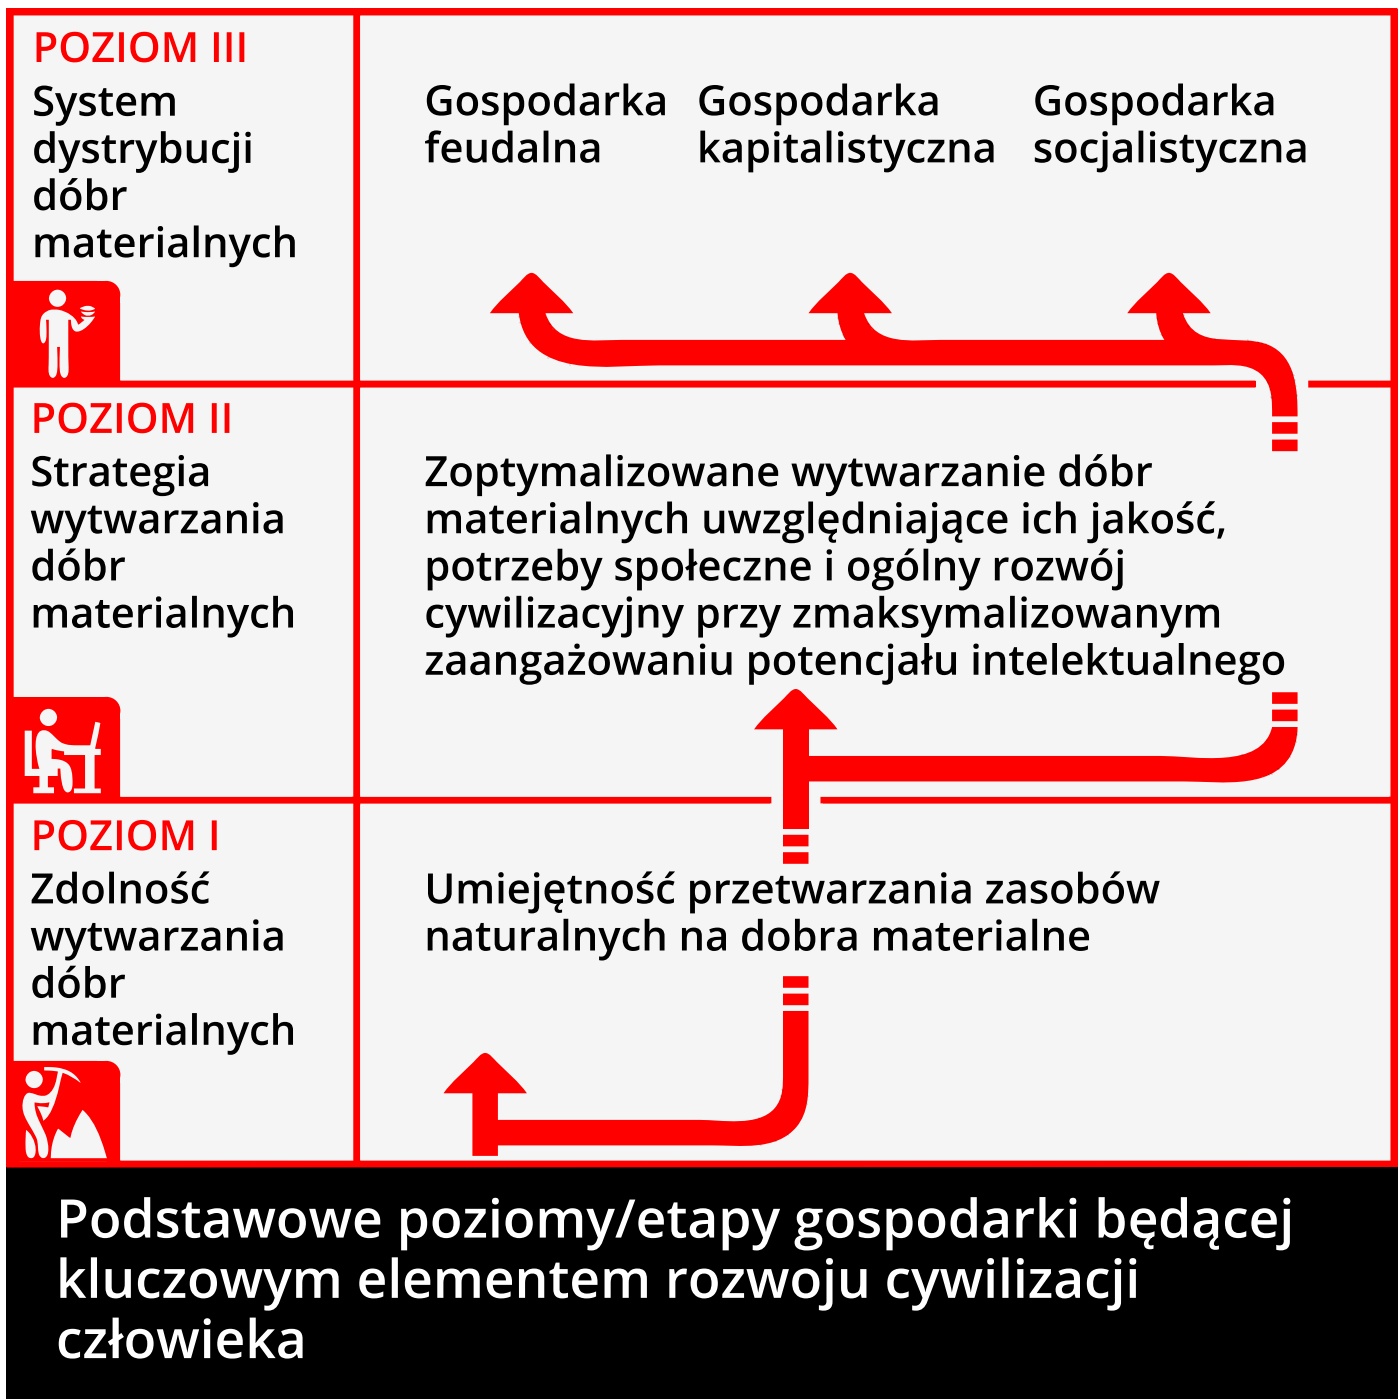 POZIOM III
System
dystrybucji
dóbr
materialnych
Gospodarka
feudalna
Gospodarka
kapitalistyczna
Gospodarka
socjalistyczna
POZIOM II
Strategia
wytwarzania
dóbr
materialnych
Zoptymalizowane wytwarzanie dóbr
materialnych uwzględniające ich jakość,
potrzeby społeczne i ogólny rozwój
cywilizacyjny przy zmaksymalizowanym
zaangażowaniu potencjału intelektualnego
POZIOM I
Zdolność
wytwarzania
dóbr
materialnych
Umiejętność przetwarzania zasobów
naturalnych na dobra materialne
Podstawowe poziomy/etapy gospodarki będącej
kluczowym elementem rozwoju cywilizacji
człowieka